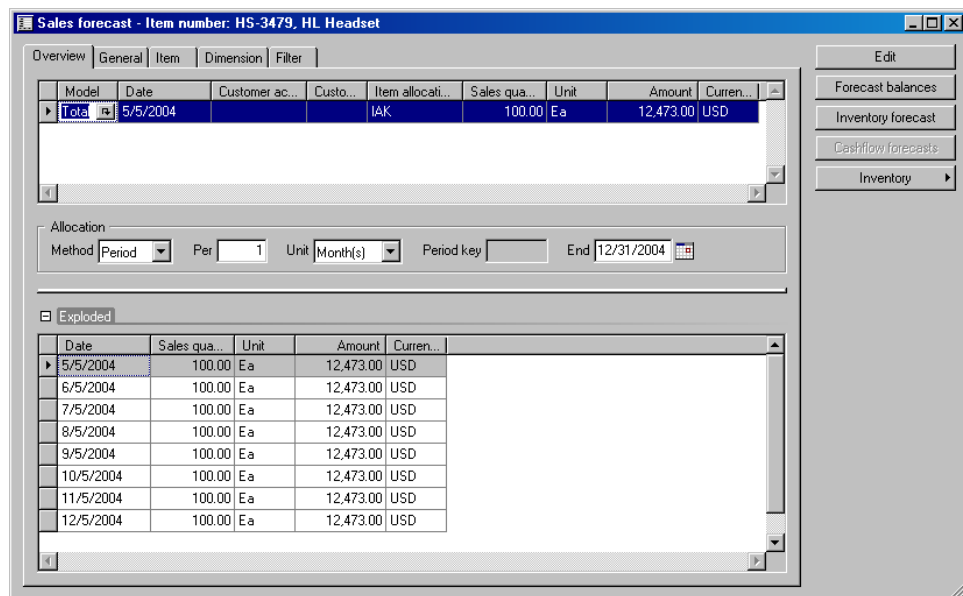 Sales forecast - Item number: HS-3479, HL Headset
Overview General Item Dimension Filter
Edit
Forecast balances
Inventory forecast
Cashflow forecasts
Inventory
Model Date Customer ac... Custo... Item allocati... Sales qua... Unit Amount Curren...
Total 5/5/2004 IAK 100.00 Ea 12,473.00 USD
Allocation
Method Period Per 1 Unit Month(s) Period key End 12/31/2004
Exploded
Date Sales qua... Unit Amount Curren...
5/5/2004 100.00 Ea 12,473.00 USD
6/5/2004 100.00 Ea 12,473.00 USD
7/5/2004 100.00 Ea 12,473.00 USD
8/5/2004 100.00 Ea 12,473.00 USD
9/5/2004 100.00 Ea 12,473.00 USD
10/5/2004 100.00 Ea 12,473.00 USD
11/5/2004 100.00 Ea 12,473.00 USD
12/5/2004 100.00 Ea 12,473.00 USD